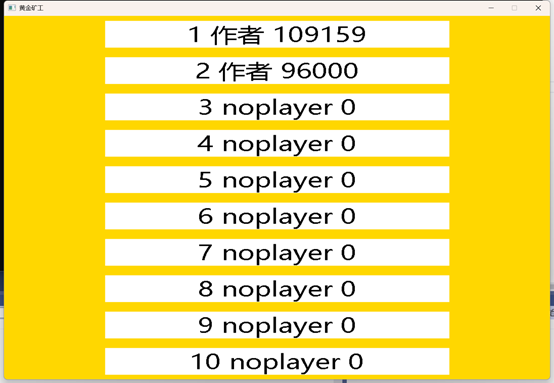 黄金矿工
1 作者 109159
2 作者 96000
3 noplayer 0
4 noplayer 0
5 noplayer 0
6 noplayer 0
7 noplayer 0
8 noplayer 0
9 noplayer 0
10 noplayer 0